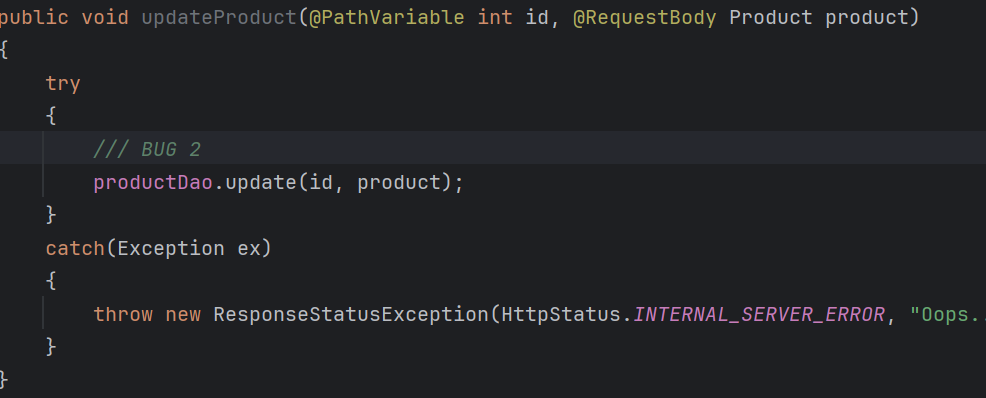 public void updateProduct(@PathVariable int id, @RequestBody Product product)
{
try
{
/// BUG 2
productDao.update(id, product);
}
catch(Exception ex)
{
throw new ResponseStatusException(HttpStatus.INTERNAL_SERVER_ERROR, "Oops..
}
}